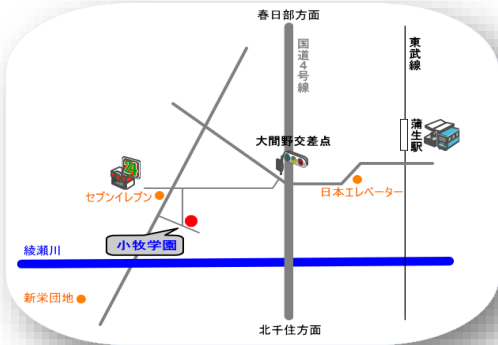 春日部方面
国道4号線
東武線
蒲生駅
大間野交差点
24
セブンイレブン
日本エレベーター
小牧学園
綾瀬川
新栄団地
北千住方面